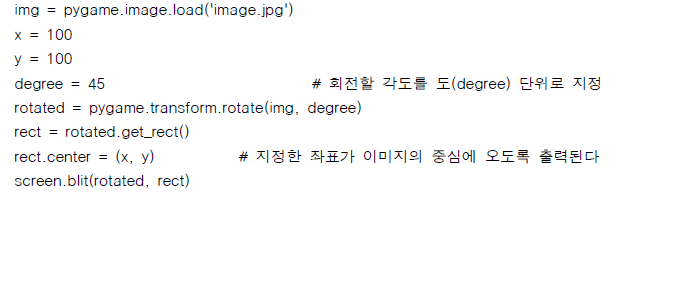 img = pygame.image.load('image.jpg')
x = 100
y = 100
degree = 45 # 회전할 각도를 도(degree) 단위로 지정
rotated = pygame.transform.rotate(img, degree)
rect = rotated.get_rect()
rect.center = (x, y) # 지정한 좌표가 이미지의 중심에 오도록 출력된다
screen.blit(rotated, rect)